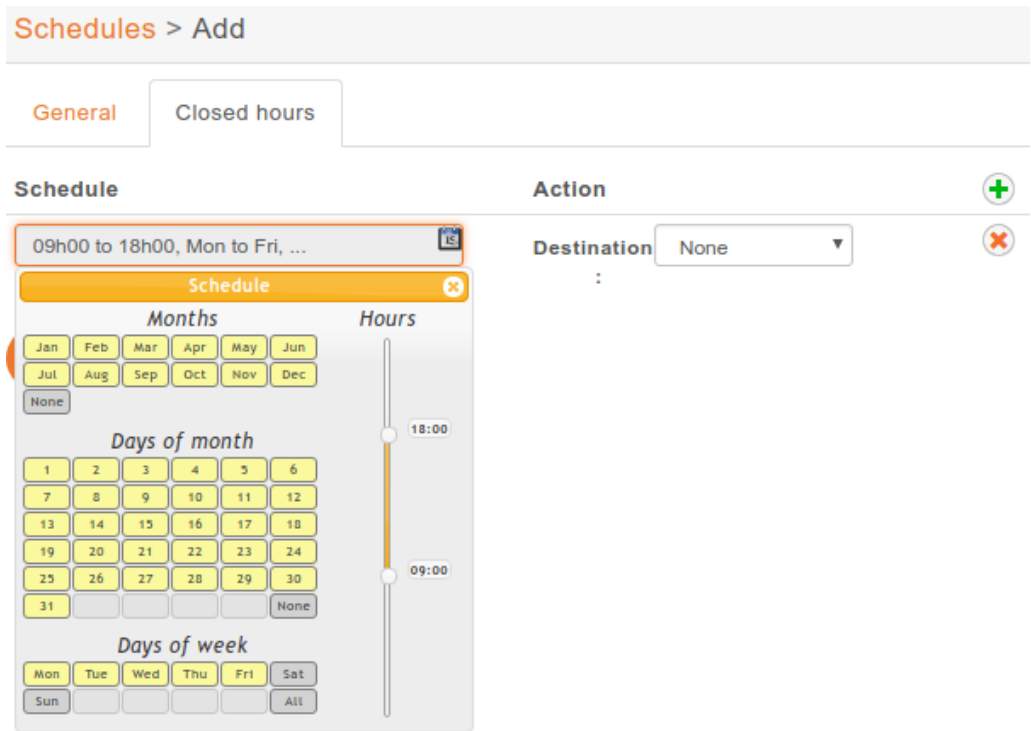 Schedules > Add
General Closed hours
Schedule Action
09h00 to 18h00, Mon to Fri, ... 15 Destination None
:
Schedule
Months Hours
Jan Feb Mar Apr May Jun
Jul Aug Sep Oct Nov Dec
None
18:00
Days of month
1 2 3 4 5 6
7 8 9 10 11 12
13 14 15 16 17 18
19 20 21 22 23 24
25 26 27 28 29 30
09:00
31 None
Days of week
Mon Tue Wed Thu Fri Sat
Sun All